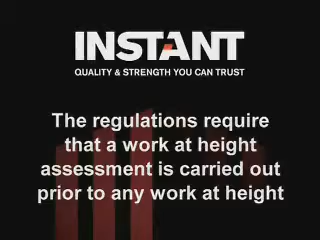 INSTANT
QUALITY & STRENGTH YOU CAN TRUST
The regulations require
that a work at height
assessment is carried out
prior to any work at height